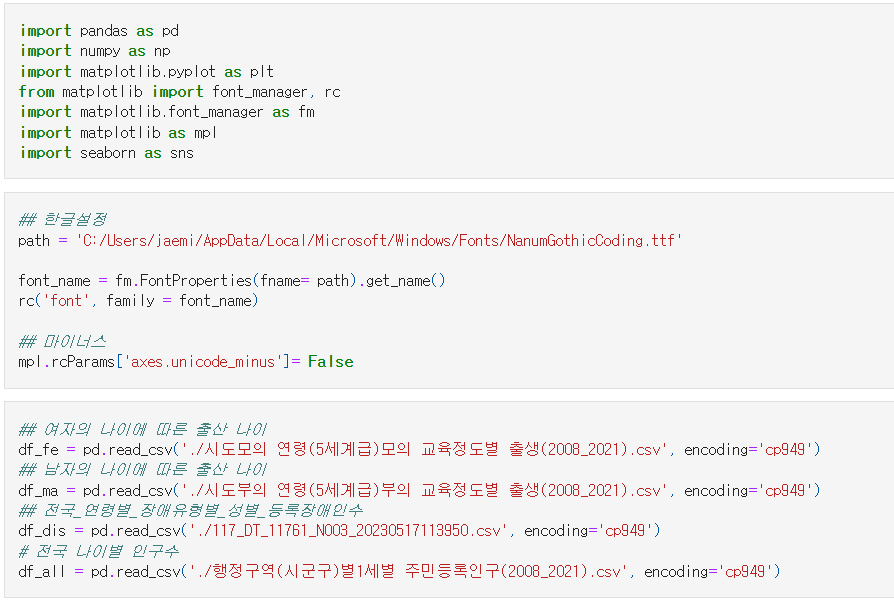 import pandas as pd
import numpy as np
import matplotlib.pyplot as plt
from matplotlib import font_manager, rc
import matplotlib.font_manager as fm
import matplotlib as mpl
import seaborn as sns
## 한글설정
path = 'C:/Users/jaemi/AppData/Local/Microsoft/Windows/Fonts/NanumGothicCoding.ttf'
font_name = fm.FontProperties(fname= path).get_name()
rc('font', family = font_name)
## 마이너스
mpl.rcParams['axes.unicode_minus']= False
## 여자의 나이에 따른 출산 나이
df_fe = pd.read_csv('./시도모의 연령(5세계급)모의 교육정도별 출생(2008_2021).csv', encoding='cp949')
## 남자의 나이에 따른 출산 나이
df_ma = pd.read_csv('./시도부의 연령(5세계급)부의 교육정도별 출생(2008_2021).csv', encoding='cp949')
## 전국_연령별_장애유형별_성별_등록장애인수
df_dis = pd.read_csv('./117_DT_11761_N003_20230517113950.csv', encoding='cp949')
# 전국 나이별 인구수
df_all = pd.read_csv('./행정구역(시군구)별1세별 주민등록인구(2008_2021).csv', encoding='cp949')